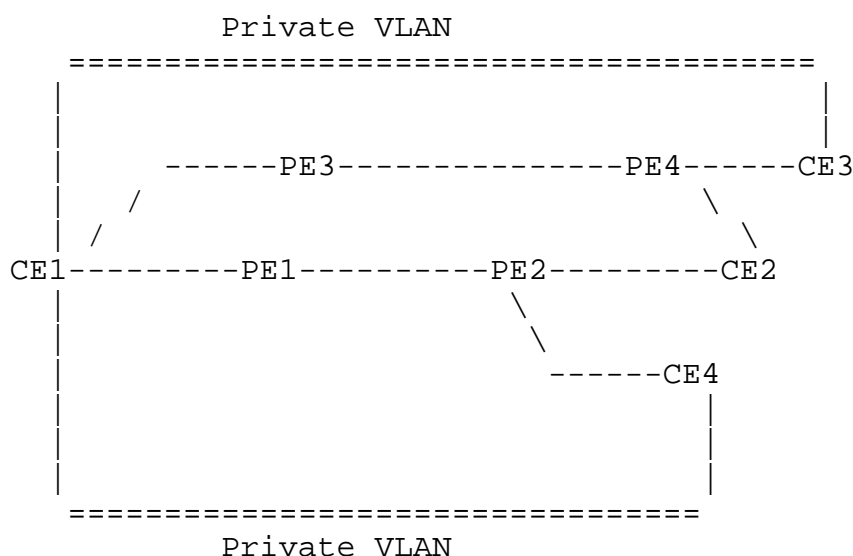 Private VLAN
======================================
| |
| |
| ------PE3---------------PE4------CE3
| / \
| / \
CE1---------PE1----------PE2---------CE2
| \
| \
| ------CE4
| |
| |
| |
=================================
Private VLAN